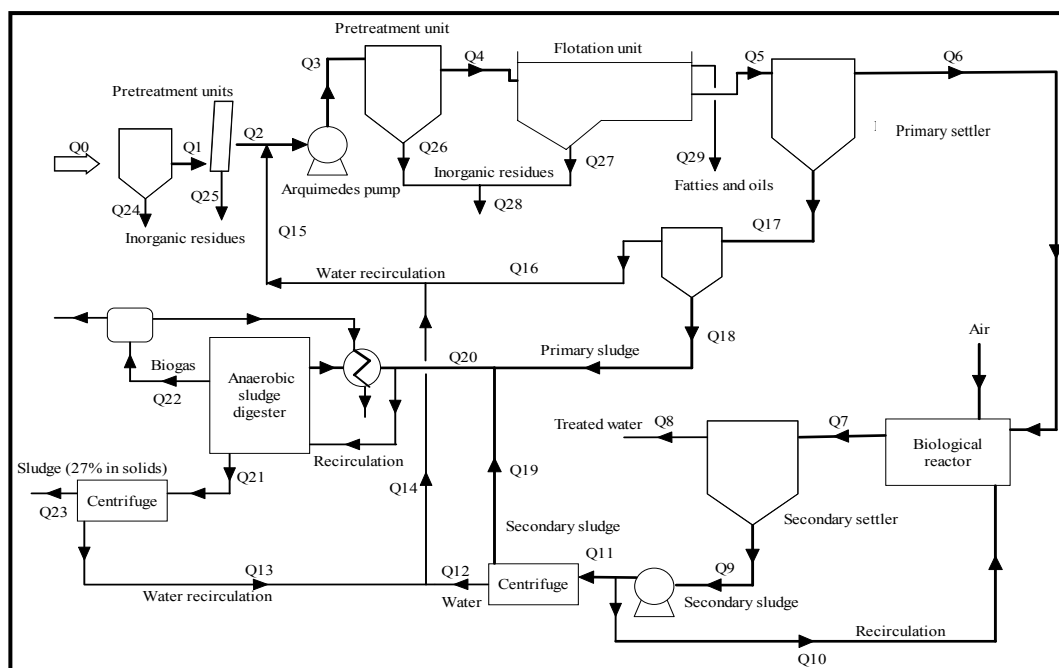 Pretreatment unit
Q3
Q4
Flotation unit
Q5
Q6
Pretreatment units
Q0
Q1
Q2
Q26
Q27
Q29
Primary settler
Arquimedes pump
Inorganic residues
Fatties and oils
Q24
Q25
Q28
Inorganic residues
Q15
Q17
Water recirculation
Q16
Q18
Air
Biogas
Q20
Primary sludge
Q22
Anaerobic
sludge
digester
Treated water
Q8
Q7
Biological
reactor
Recirculation
Sludge (27% in solids)
Q21
Q19
Q14
Centrifuge
Q23
Secondary settler
Secondary sludge
Q11
Q9
Q13
Q12
Centrifuge
Water recirculation
Water
Secondary sludge
Recirculation
Q10